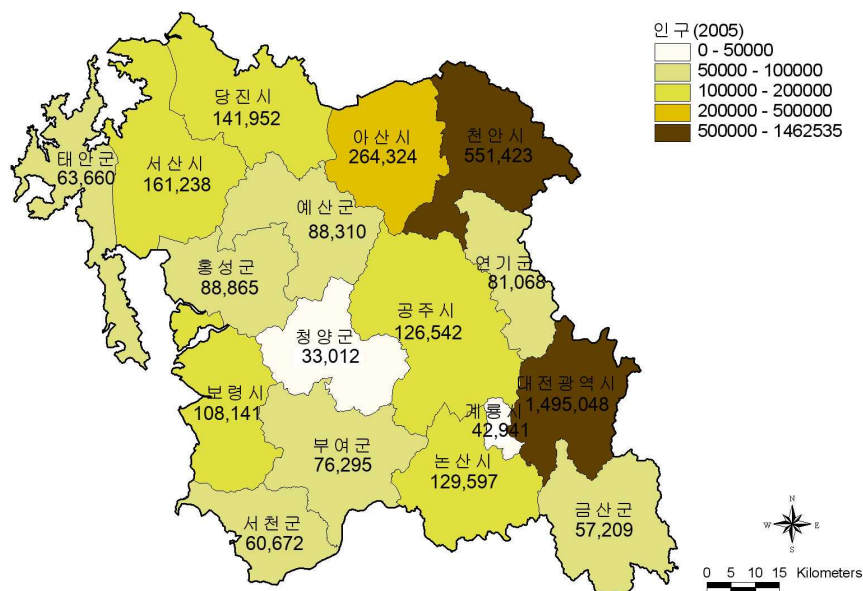 인구(2005)
0 - 50000
50000 - 100000
100000 - 200000
200000 - 500000
500000 - 1462535
당진시
141,952
아산시
264,324
천안시
551,423
태안군
63,660
서산시
161,238
예산군
88,310
홍성군
88,865
연기군
81,068
공주시
126,542
청양군
33,012
대전광역시
1,495,048
보령시
108,141
계룡시
42,941
부여군
76,295
논산시
129,597
금산군
57,209
서천군
60,672
N
W E
S
0 5 10 15 Kilometers